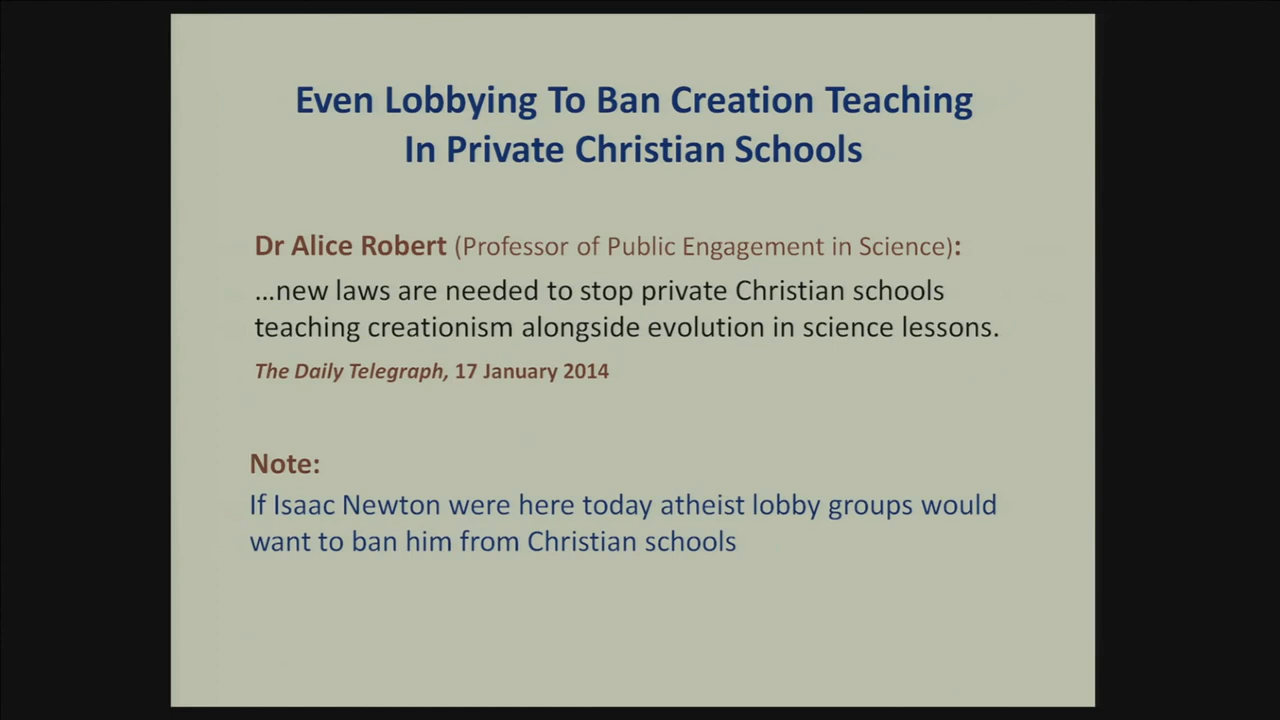 Even Lobbying To Ban Creation Teaching
In Private Christian Schools
Dr Alice Robert (Professor of Public Engagement in Science):
...new laws are needed to stop private Christian schools
teaching creationism alongside evolution in science lessons.
The Daily Telegraph, 17 January 2014
Note:
If Isaac Newton were here today atheist lobby groups would
want to ban him from Christian schools